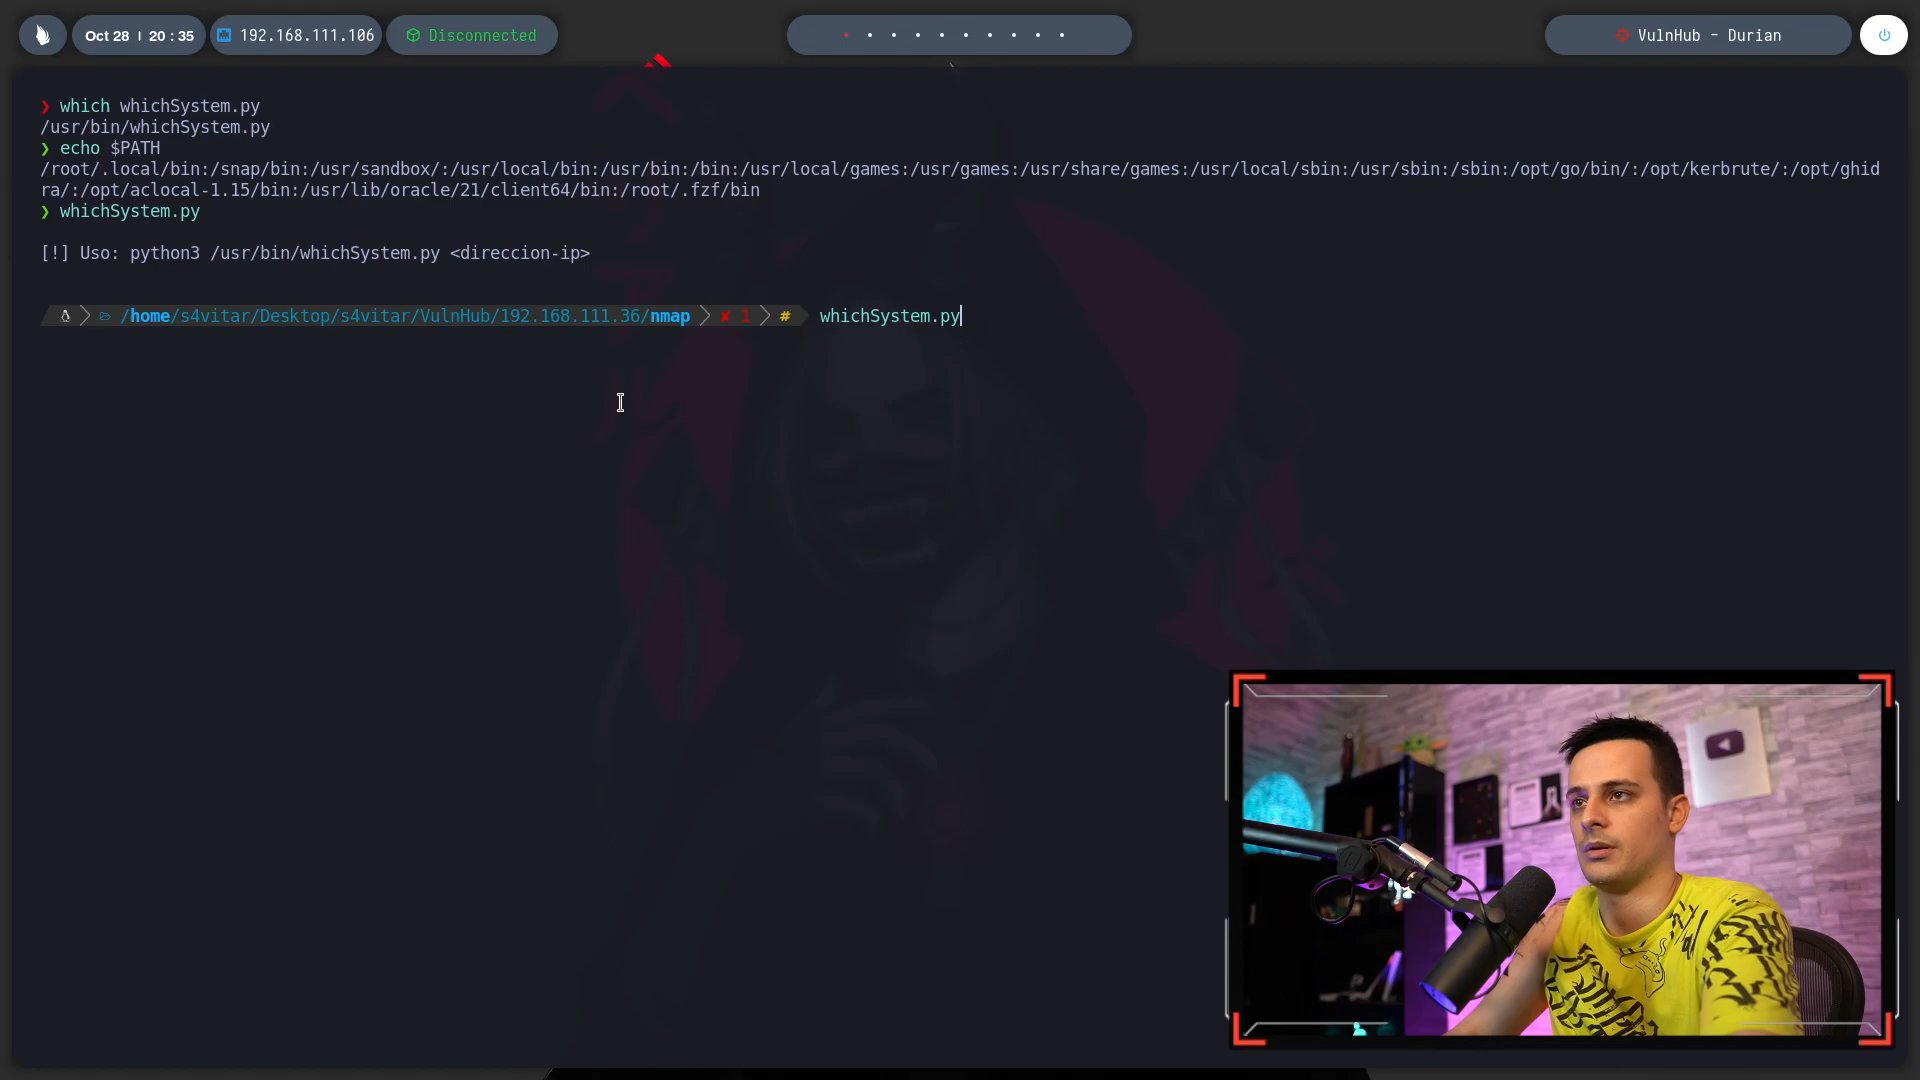 Oct 28 | 20 : 35
192.168.111.106
Disconnected
VulnHub - Durian
❯ which whichSystem.py
/usr/bin/whichSystem.py
❯ echo $PATH
/root/.local/bin:/snap/bin:/usr/sandbox/:/usr/local/bin:/usr/bin:/bin:/usr/local/games:/usr/games:/usr/share/games:/usr/local/sbin:/usr/sbin:/sbin:/opt/go/bin/:/opt/kerbrute/:/opt/ghid
ra/:/opt/aclocal-1.15/bin:/usr/lib/oracle/21/client64/bin:/root/.fzf/bin
❯ whichSystem.py
[!] Uso: python3 /usr/bin/whichSystem.py <direccion-ip>
/home/s4vitar/Desktop/s4vitar/VulnHub/192.168.111.36/nmap ✘ 1 # whichSystem.py